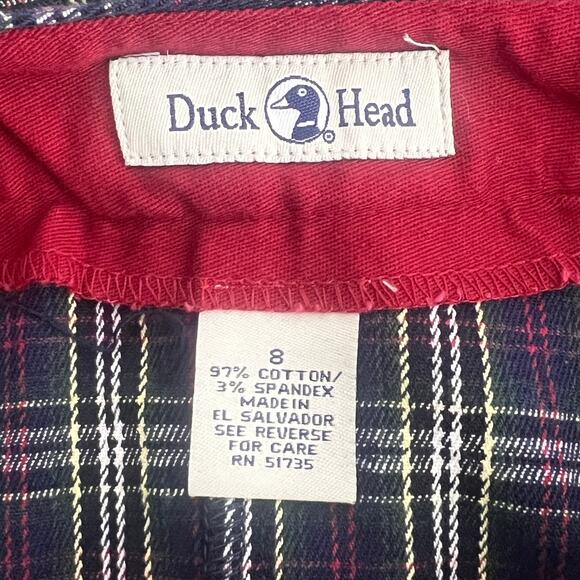 Duck Head
8
97% COTTON/
3% SPANDEX
MADE IN
EL SALVADOR
SEE REVERSE
FOR CARE
RN 51735